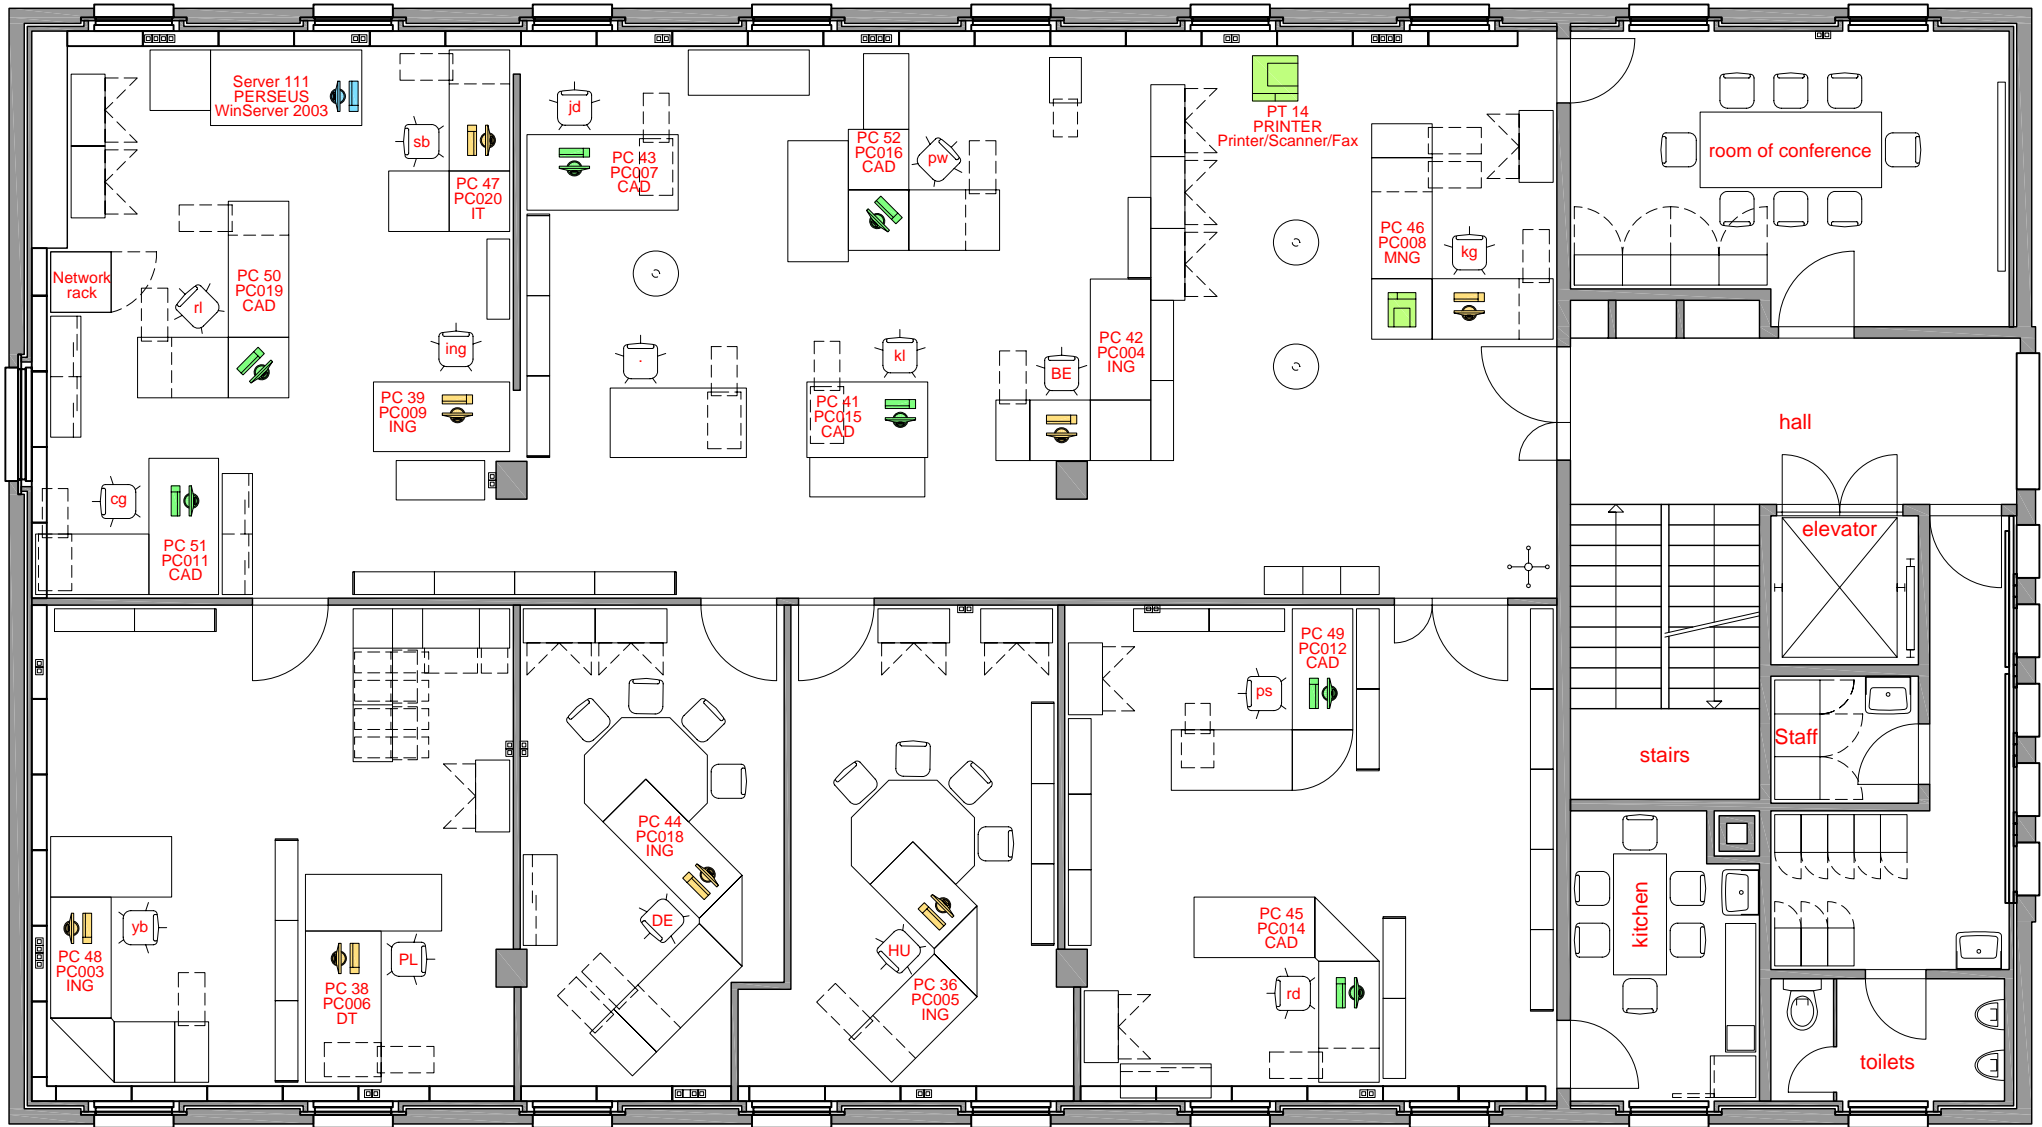 Server 111
PERSEUS
WinServer 2003
sb
PC 47
PC020
IT
jd
PC 43
PC007
CAD
PC 52
PC016
CAD
pw
PT 14
PRINTER
Printer/Scanner/Fax
PC 46
PC008
MNG
kg
room of conference
Network
rack
rl
PC 50
PC019
CAD
ing
PC 39
PC009
ING
.
kl
PC 41
PC015
CAD
BE
PC 42
PC004
ING
hall
cg
PC 51
PC011
CAD
elevator
stairs
Staff
kitchen
toilets
PC 49
PC012
CAD
ps
PC 44
PC018
ING
DE
HU
PC 36
PC005
ING
PC 45
PC014
CAD
rd
yb
PC 48
PC003
ING
PL
PC 38
PC006
DT